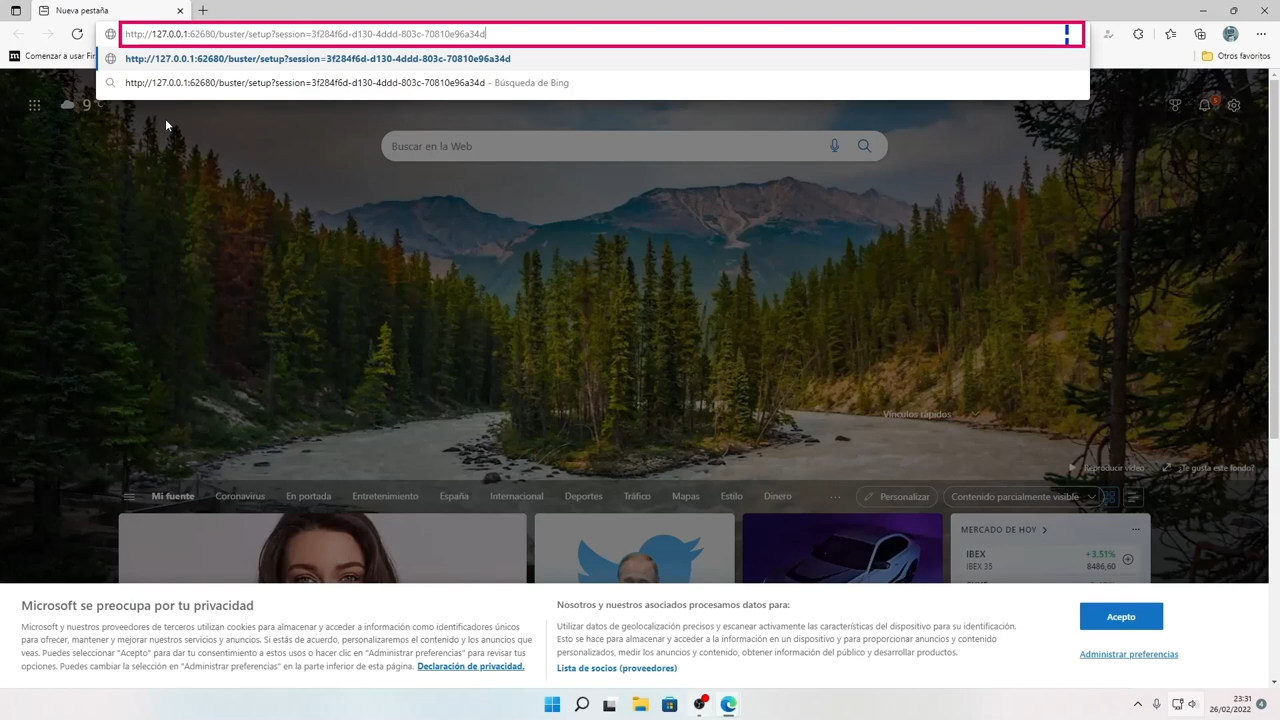 Nueva pestaña
http://127.0.0.1:62680/buster/setup?session=3f284f6d-d130-4ddd-803c-70810e96a34d
Comenzar a usar Fir
http://127.0.0.1:62680/buster/setup?session=3f284f6d-d130-4ddd-803c-70810e96a34d
Otros favoritos
http://127.0.0.1:62680/buster/setup?session=3f284f6d-d130-4ddd-803c-70810e96a34d - Búsqueda de Bing
9°C
5
Buscar en la Web
Vínculos rápidos
Reproducir vídeo
¿Te gusta este fondo?
Mi fuente Coronavirus En portada Entretenimiento España Internacional Deportes Tráfico Mapas Estilo Dinero ... Personalizar Contenido parcialmente visible
MERCADO DE HOY
IBEX +3,51%
IBEX 35 8486,60
Microsoft se preocupa por tu privacidad
Microsoft y nuestros proveedores de terceros utilizan cookies para almacenar y acceder a información como identificadores únicos
para ofrecer, mantener y mejorar nuestros servicios y anuncios. Si estás de acuerdo, personalizaremos el contenido y los anuncios que
veas. Puedes seleccionar "Acepto" para dar tu consentimiento a estos usos o hacer clic en "Administrar preferencias" para revisar tus
opciones. Puedes cambiar la selección en "Administrar preferencias" en la parte inferior de esta página. Declaración de privacidad.
Nosotros y nuestros asociados procesamos datos para:
Utilizar datos de geolocalización precisos y escanear activamente las características del dispositivo para su identificación.
Esto se hace para almacenar y acceder a la información en un dispositivo y para proporcionar anuncios y contenido
personalizados, medir los anuncios y contenido, obtener información del público y desarrollar productos.
Lista de socios (proveedores)
Acepto
Administrar preferencias
23:31
26/02/2022
4